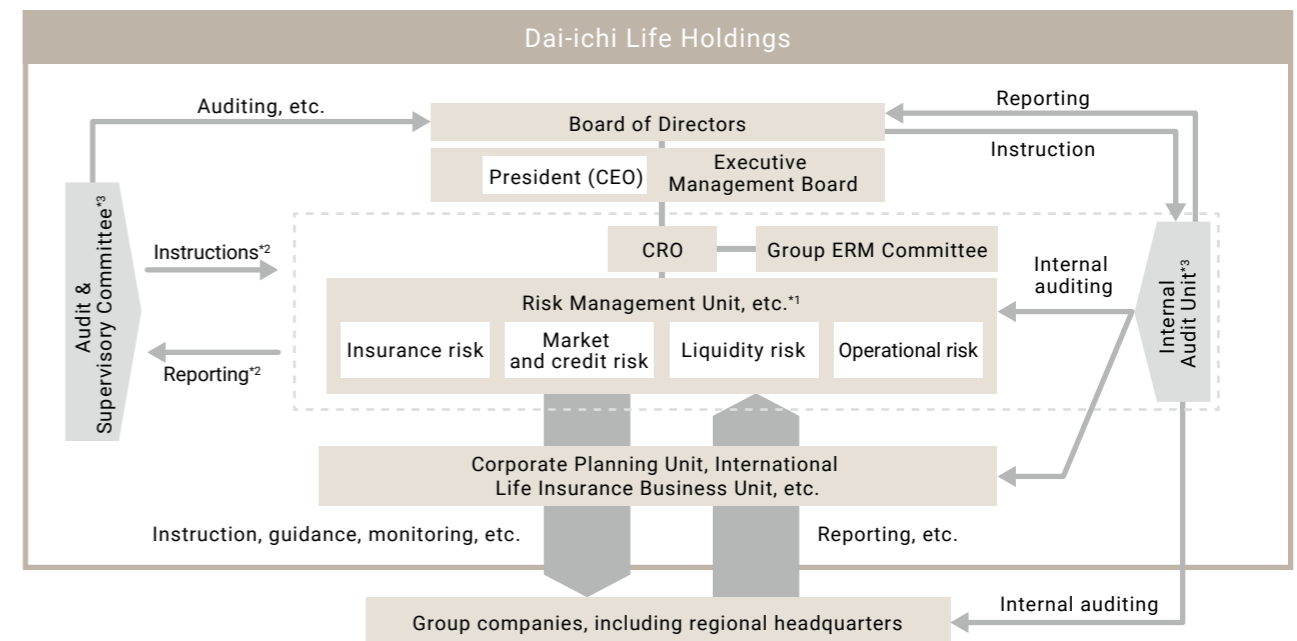 Dai-ichi Life Holdings
Auditing, etc.
Board of Directors
Reporting
Instruction
President (CEO)
Executive
Management Board
Audit &
Supervisory Committee*3
Instructions*2
Reporting*2
CRO
Group ERM Committee
Internal
auditing
Internal
Audit Unit*3
Risk Management Unit, etc.*1
Insurance risk
Market
and credit risk
Liquidity risk
Operational risk
Corporate Planning Unit, International
Life Insurance Business Unit, etc.
Instruction, guidance, monitoring, etc.
Reporting, etc.
Group companies, including regional headquarters
Internal auditing